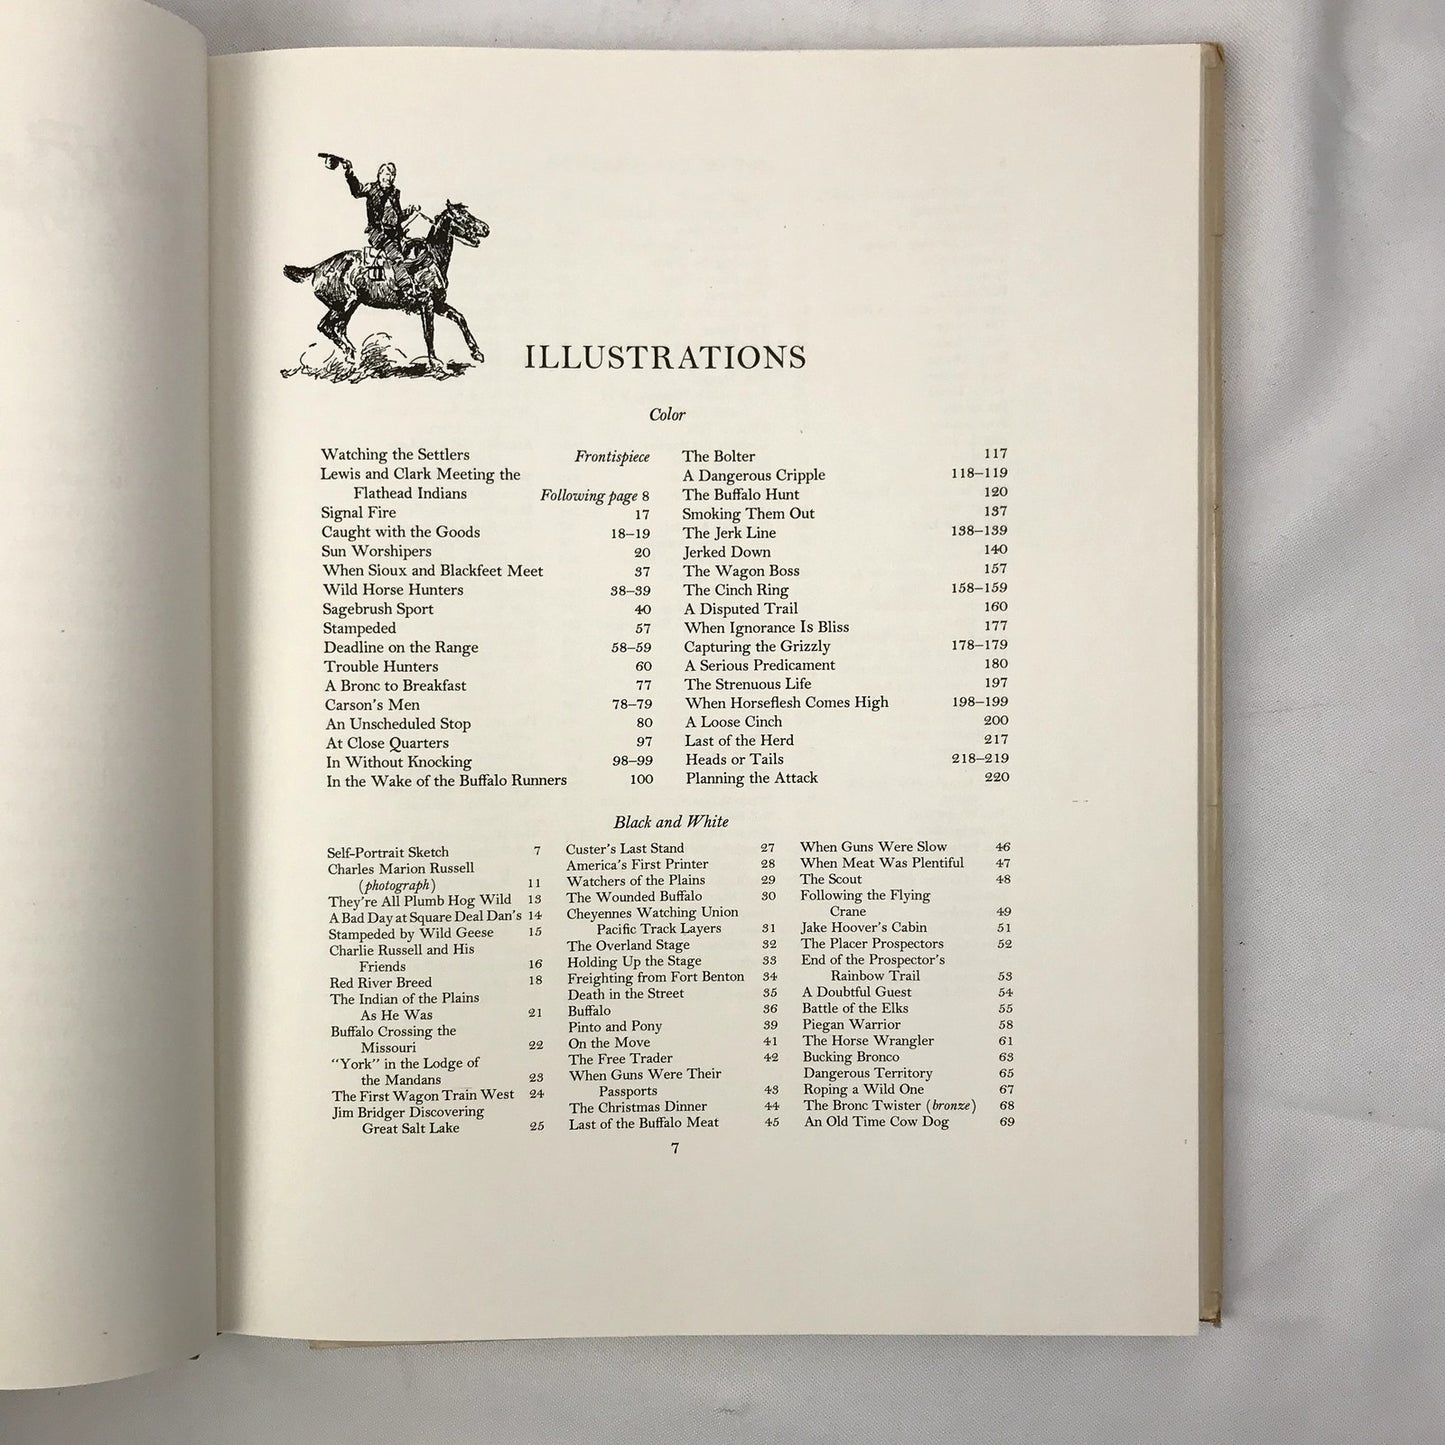 ILLUSTRATIONS
Color
Watching the Settlers Frontispiece
Lewis and Clark Meeting the
Flathead Indians Following page 8
Signal Fire 17
Caught with the Goods 18–19
Sun Worshipers 20
When Sioux and Blackfeet Meet 37
Wild Horse Hunters 38–39
Sagebrush Sport 40
Stampeded 57
Deadline on the Range 58–59
Trouble Hunters 60
A Bronc to Breakfast 77
Carson's Men 78–79
An Unscheduled Stop 80
At Close Quarters 97
In Without Knocking 98–99
In the Wake of the Buffalo Runners 100
The Bolter 117
A Dangerous Cripple 118–119
The Buffalo Hunt 120
Smoking Them Out 137
The Jerk Line 138–139
Jerked Down 140
The Wagon Boss 157
The Cinch Ring 158–159
A Disputed Trail 160
When Ignorance Is Bliss 177
Capturing the Grizzly 178–179
A Serious Predicament 180
The Strenuous Life 197
When Horseflesh Comes High 198–199
A Loose Cinch 200
Last of the Herd 217
Heads or Tails 218–219
Planning the Attack 220
Black and White
Self-Portrait Sketch 7
Charles Marion Russell
(photograph) 11
They're All Plumb Hog Wild 13
A Bad Day at Square Deal Dan's 14
Stampeded by Wild Geese 15
Charlie Russell and His
Friends 16
Red River Breed 18
The Indian of the Plains
As He Was 21
Buffalo Crossing the
Missouri 22
"York" in the Lodge of
the Mandans 23
The First Wagon Train West 24
Jim Bridger Discovering
Great Salt Lake 25
Custer's Last Stand 27
America's First Printer 28
Watchers of the Plains 29
The Wounded Buffalo 30
Cheyennes Watching Union
Pacific Track Layers 31
The Overland Stage 32
Holding Up the Stage 33
Freighting from Fort Benton 34
Death in the Street 35
Buffalo 36
Pinto and Pony 39
On the Move 41
The Free Trader 42
When Guns Were Their
Passports 43
The Christmas Dinner 44
Last of the Buffalo Meat 45
When Guns Were Slow 46
When Meat Was Plentiful 47
The Scout 48
Following the Flying
Crane 49
Jake Hoover's Cabin 51
The Placer Prospectors 52
End of the Prospector's
Rainbow Trail 53
A Doubtful Guest 54
Battle of the Elks 55
Piegan Warrior 58
The Horse Wrangler 61
Bucking Bronco 63
Dangerous Territory 65
Roping a Wild One 67
The Bronc Twister (bronze) 68
An Old Time Cow Dog 69
7